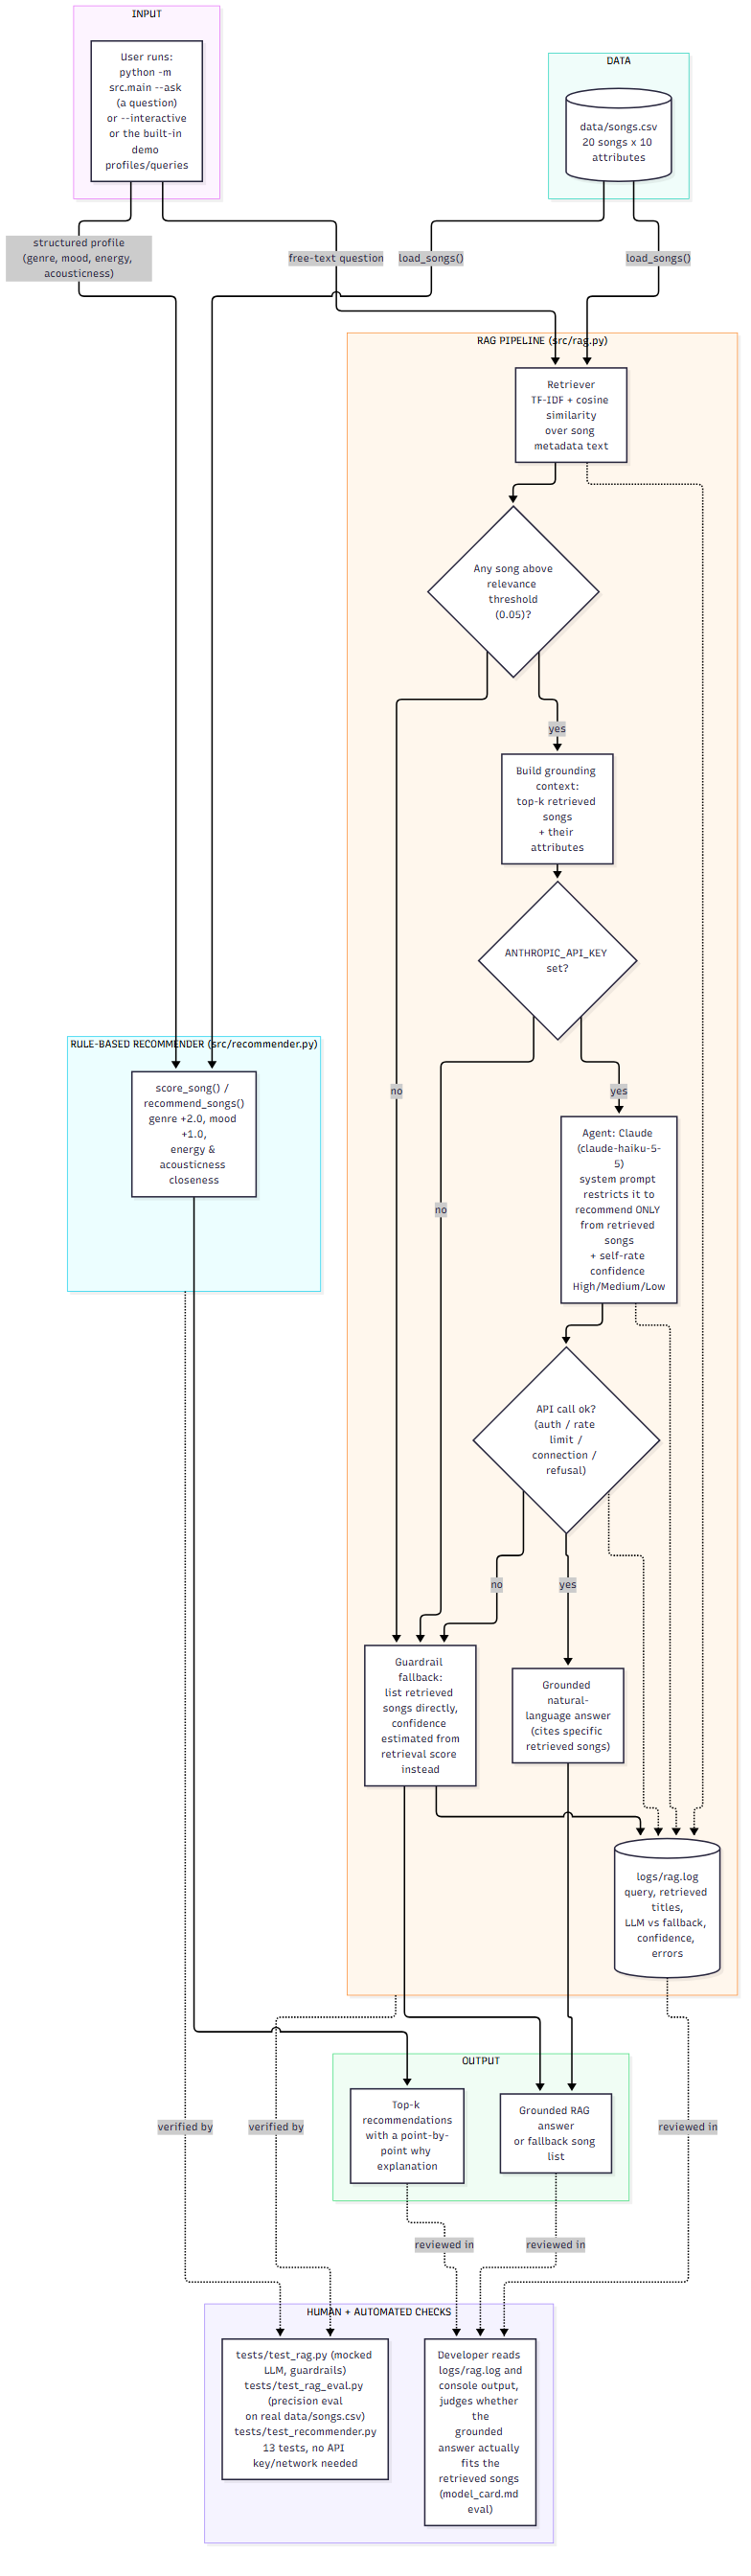 INPUT
User runs:
python -m
src.main --ask
(a question)
or --interactive
or the built-in
demo
profiles/queries
DATA
data/songs.csv
20 songs x 10
attributes
structured profile
(genre, mood, energy,
acousticness)
free-text question
load_songs()
load_songs()
RAG PIPELINE (src/rag.py)
Retriever
TF-IDF + cosine
similarity
over song
metadata text
Any song above
relevance
threshold
(0.05)?
yes
Build grounding
context:
top-k retrieved
songs
+ their
attributes
ANTHROPIC_API_KEY
set?
no
yes
no
RULE-BASED RECOMMENDER (src/recommender.py)
score_song() /
recommend_songs()
genre +2.0, mood
+1.0,
energy &
acousticness
closeness
Agent: Claude
(claude-haiku-5-
5)
system prompt
restricts it to
recommend ONLY
from retrieved
songs
+ self-rate
confidence
High/Medium/Low
API call ok?
(auth / rate
limit /
connection /
refusal)
no
yes
Guardrail
fallback:
list retrieved
songs directly,
confidence
estimated from
retrieval score
instead
Grounded
natural-
language answer
(cites specific
retrieved songs)
logs/rag.log
query, retrieved
titles,
LLM vs fallback,
confidence,
errors
OUTPUT
Top-k
recommendations
with a point-by-
point why
explanation
Grounded RAG
answer
or fallback song
list
verified by
verified by
reviewed in
reviewed in
reviewed in
HUMAN + AUTOMATED CHECKS
tests/test_rag.py (mocked
LLM, guardrails)
tests/test_rag_eval.py
(precision eval
on real data/songs.csv)
tests/test_recommender.py
13 tests, no API
key/network needed
Developer reads
logs/rag.log and
console output,
judges whether
the
grounded
answer actually
fits the
retrieved songs
(model_card.md
eval)